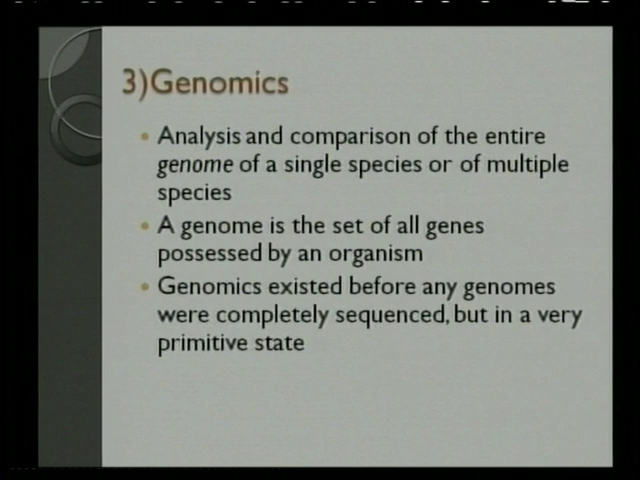 3)Genomics
Analysis and comparison of the entire
genome of a single species or of multiple
species
A genome is the set of all genes
possessed by an organism
Genomics existed before any genomes
were completely sequenced, but in a very
primitive state